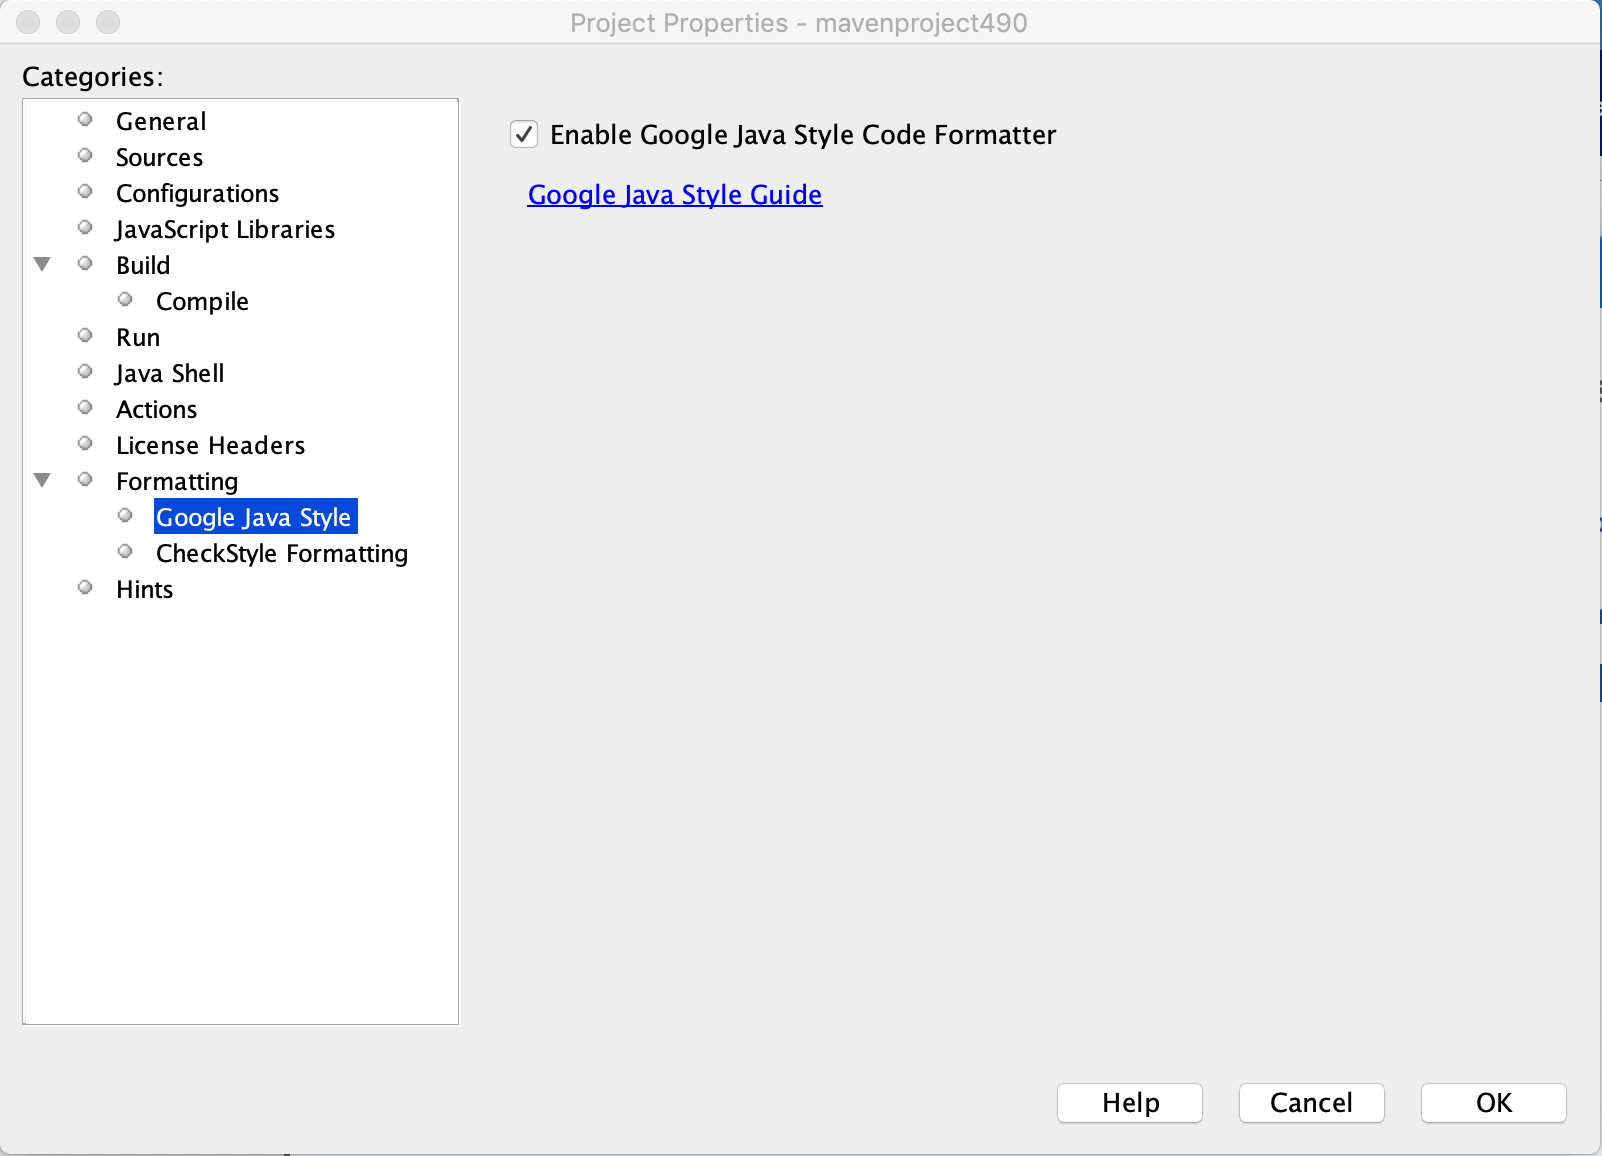 Project Properties - mavenproject490
Categories:
General
Sources
Configurations
JavaScript Libraries
Build
Compile
Run
Java Shell
Actions
License Headers
Formatting
Google Java Style
CheckStyle Formatting
Hints
Enable Google Java Style Code Formatter
Google Java Style Guide
Help
Cancel
OK